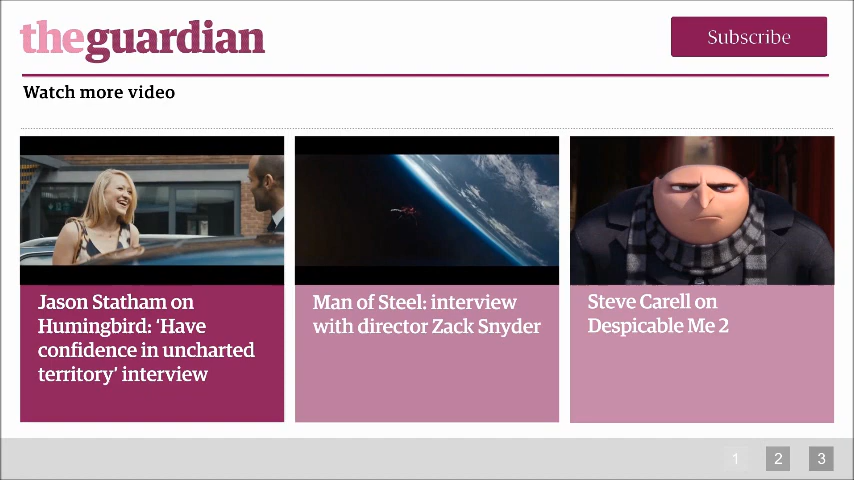 theguardian
Subscribe
Watch more video
Jason Statham on
Humingbird: ‘Have
confidence in uncharted
territory’ interview
Man of Steel: interview
with director Zack Snyder
Steve Carell on
Despicable Me 2
1 2 3